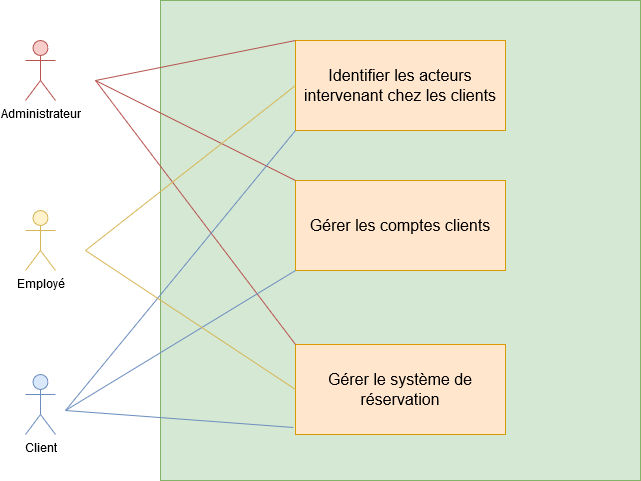 Administrateur
Identifier les acteurs
intervenant chez les clients
Gérer les comptes clients
Employé
Gérer le système de
réservation
Client